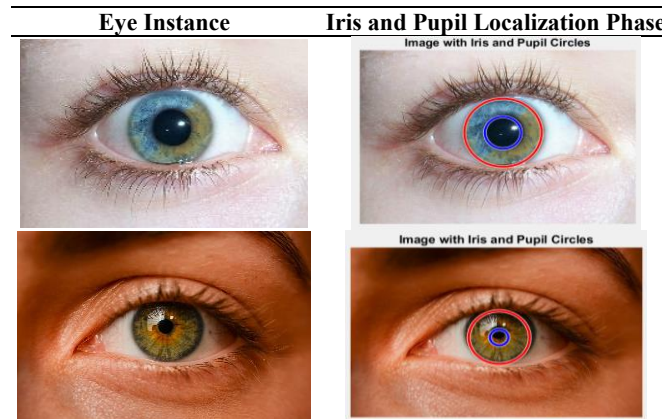 Eye Instance Iris and Pupil Localization Phase
Image with Iris and Pupil Circles
Image with Iris and Pupil Circles